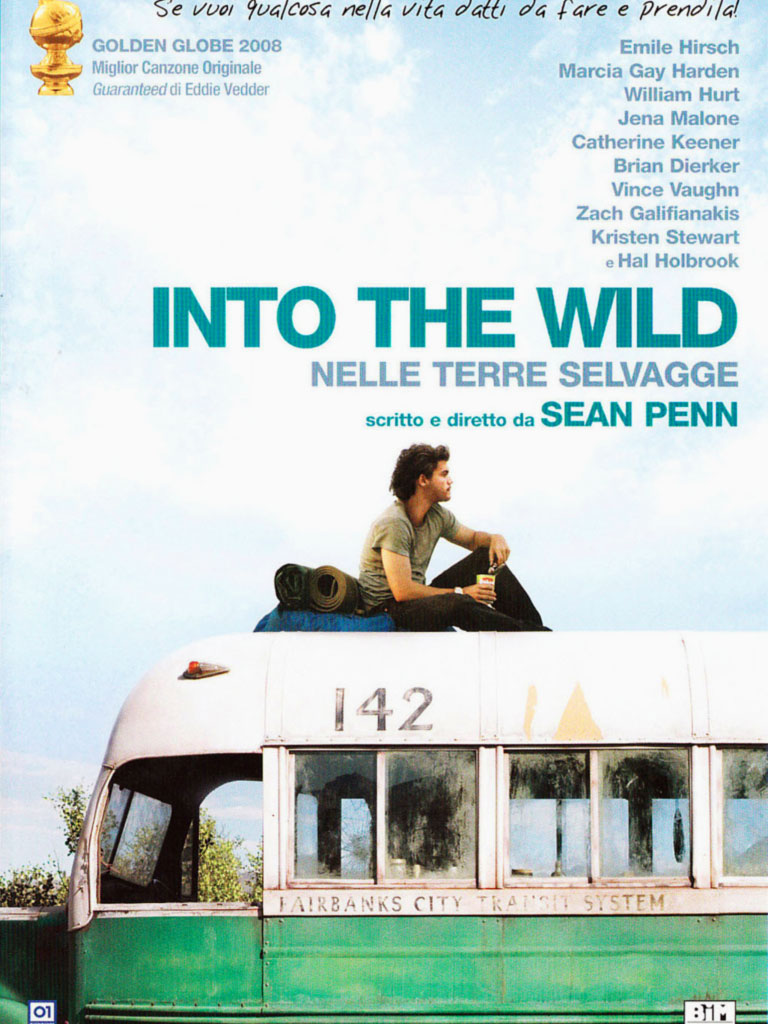 Se vuoi qualcosa nella vita datti da fare e prendila!
GOLDEN GLOBE 2008
Miglior Canzone Originale
Guaranteed di Eddie Vedder
Emile Hirsch
Marcia Gay Harden
William Hurt
Jena Malone
Catherine Keener
Brian Dierker
Vince Vaughn
Zach Galifianakis
Kristen Stewart
e Hal Holbrook
INTO THE WILD
NELLE TERRE SELVAGGE
scritto e diretto da SEAN PENN
142
FAIRBANKS CITY TRANSIT SYSTEM
01
BiM